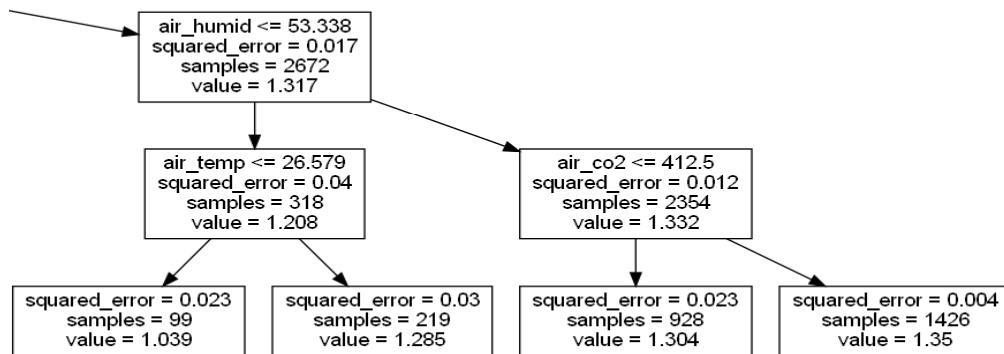 air_humid <= 53.338
squared_error = 0.017
samples = 2672
value = 1.317
air_temp <= 26.579
squared_error = 0.04
samples = 318
value = 1.208
air_co2 <= 412.5
squared_error = 0.012
samples = 2354
value = 1.332
squared_error = 0.023
samples = 99
value = 1.039
squared_error = 0.03
samples = 219
value = 1.285
squared_error = 0.023
samples = 928
value = 1.304
squared_error = 0.004
samples = 1426
value = 1.35